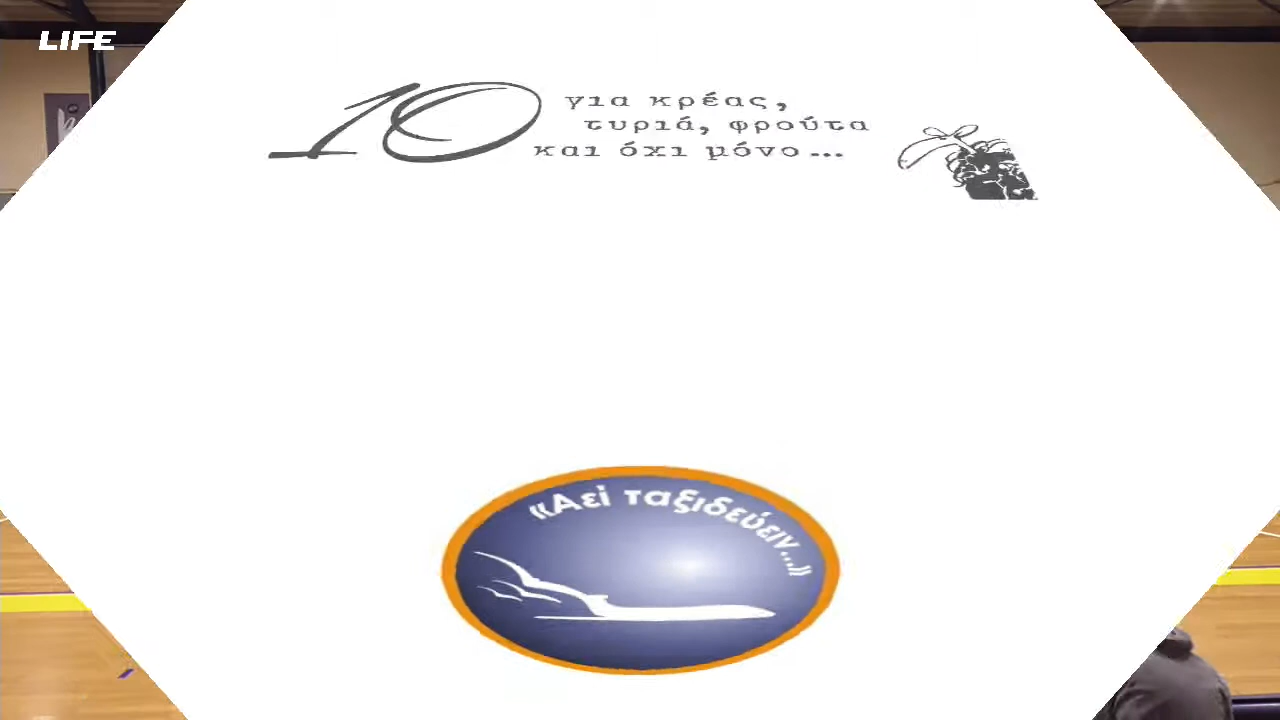 LIFE
10 για κρέας,
τυριά, φρούτα
και όχι μόνο...
«Αεί ταξιδεύειν...»